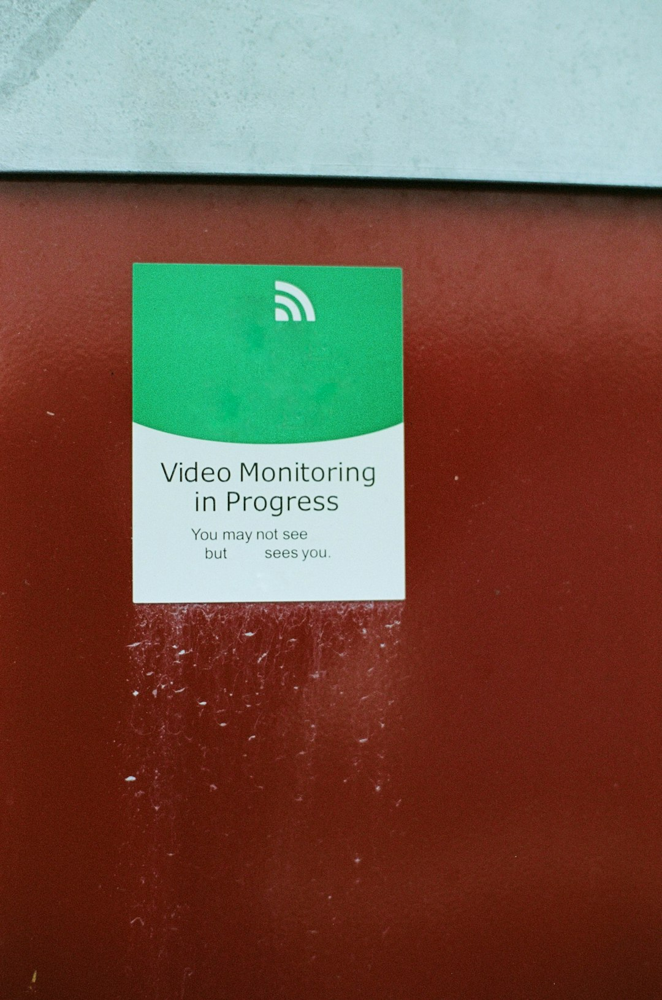 Video Monitoring
in Progress
You may not see
but sees you.